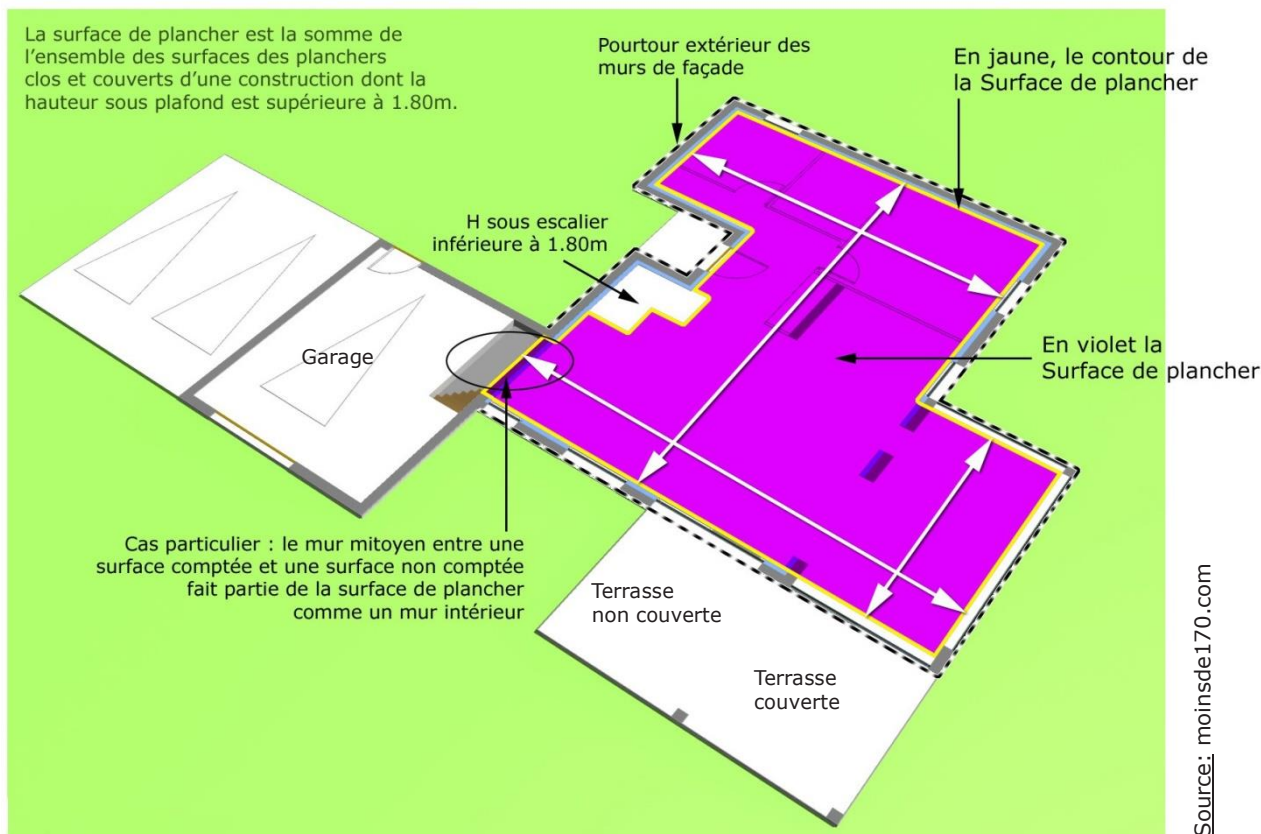 La surface de plancher est la somme de
l'ensemble des surfaces des planchers
clos et couverts d'une construction dont la
hauteur sous plafond est supérieure à 1.80m.
Pourtour extérieur des
murs de façade
En jaune, le contour de
la Surface de plancher
H sous escalier
inférieure à 1.80m
Garage
En violet la
Surface de plancher
Cas particulier : le mur mitoyen entre une
surface comptée et une surface non comptée
fait partie de la surface de plancher
comme un mur intérieur
Terrasse
non couverte
Terrasse
couverte
Source: moinsde170.com